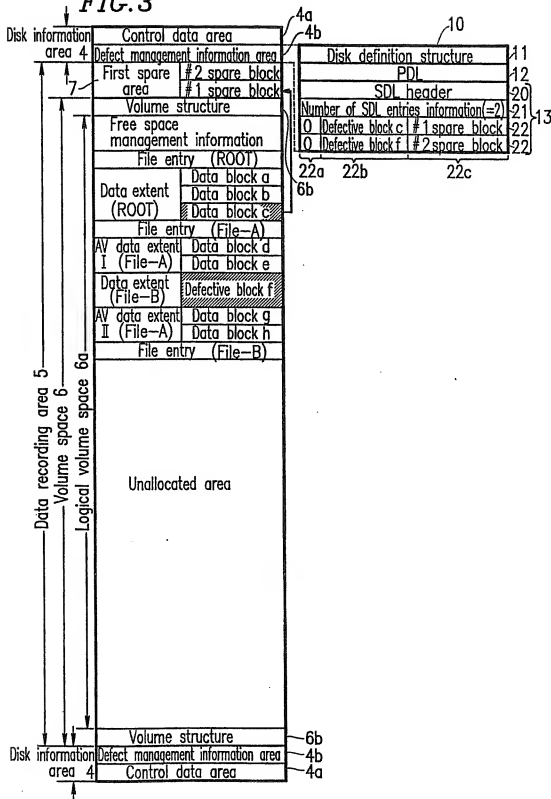 FIG. 3
Disk information area 4
Control data area
4a
Defect management information area
4b
First spare area
7
#2 spare block
#1 spare block
Volume structure
6b
Free space management information
File entry (ROOT)
Data extent (ROOT)
Data block a
Data block b
Data block c
File entry (File-A)
AV data extent I (File-A)
Data block d
Data block e
Data extent (File-B)
Defective block f
AV data extent II (File-A)
Data block g
Data block h
File entry (File-B)
Unallocated area
Data recording area 5
Volume space 6
Logical volume space 6a
Volume structure
6b
Disk information area 4
Defect management information area
4b
Control data area
4a
10
Disk definition structure
11
PDL
12
SDL header
20
Number of SDL entries information(=2)
21
13
0 Defective block c #1 spare block
22
0 Defective block f #2 spare block
22
22a 22b 22c